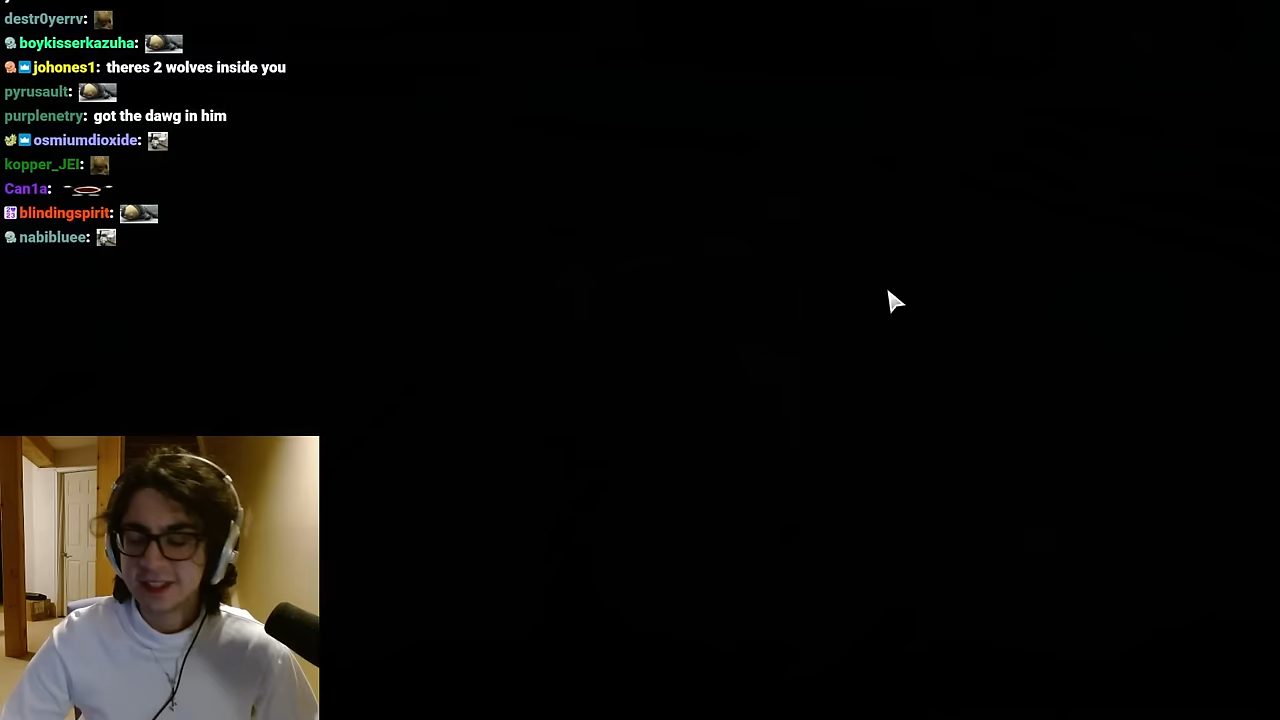 destr0yerrv:
boykisserkazuha:
johones1: theres 2 wolves inside you
pyrusault:
purplenetry: got the dawg in him
osmiumdioxide:
kopper_JEI:
Can1a:
blindingspirit:
nabibluee: